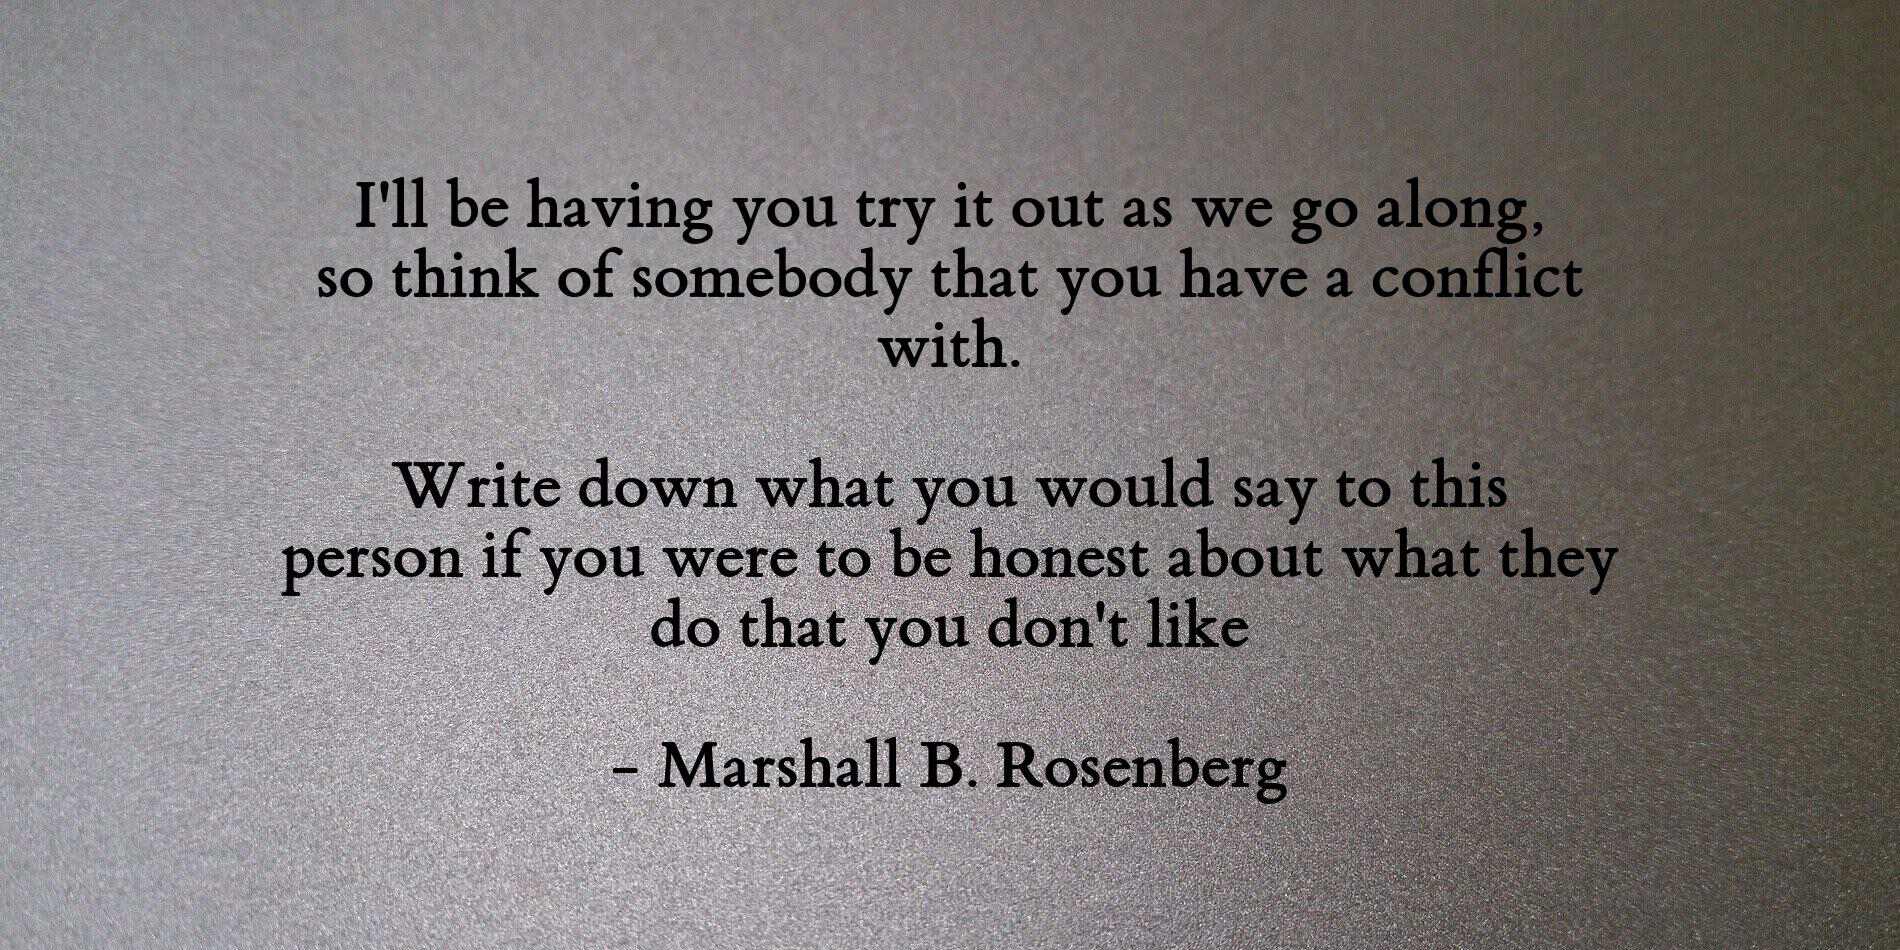 I'll be having you try it out as we go along,
so think of somebody that you have a conflict
with.
Write down what you would say to this
person if you were to be honest about what they
do that you don't like
- Marshall B. Rosenberg